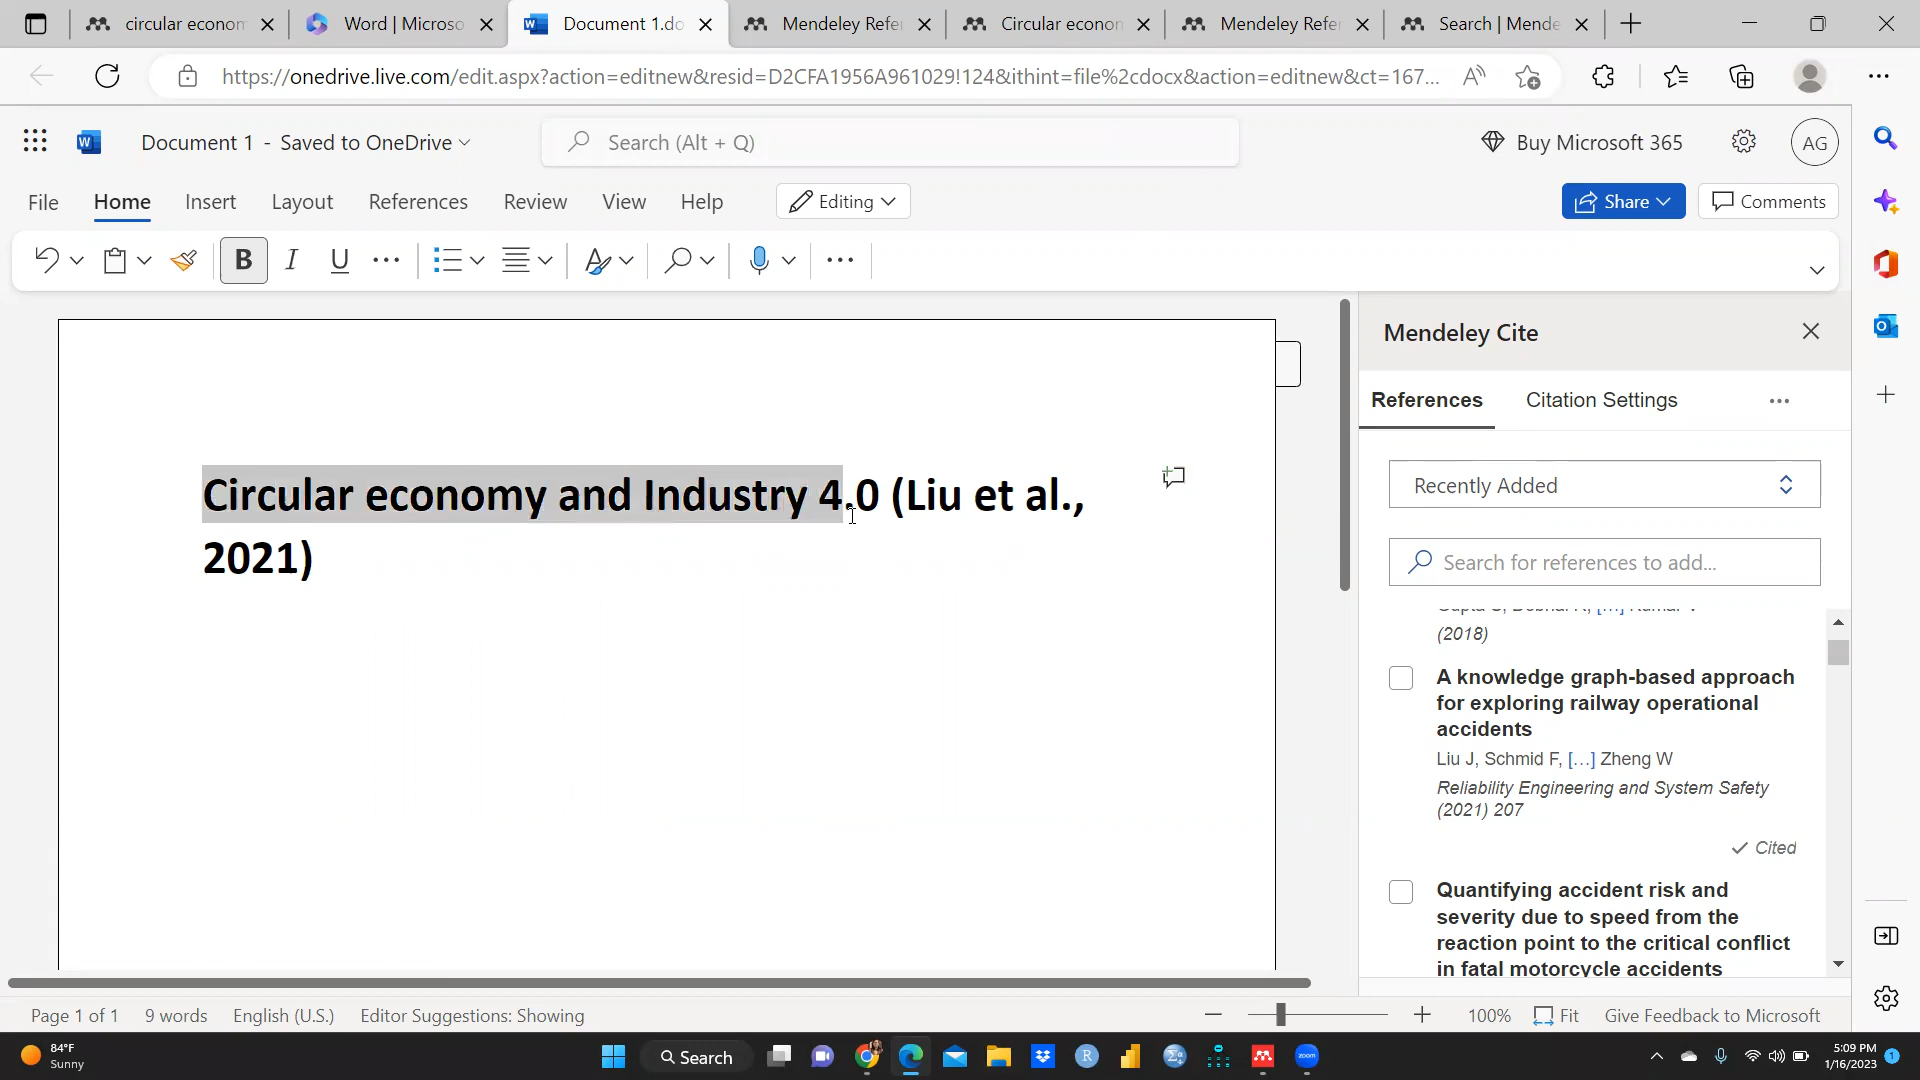 circular econom
Word | Microso
Document 1.do
Mendeley Refer
Circular econom
Mendeley Refer
Search | Mende
https://onedrive.live.com/edit.aspx?action=editnew&resid=D2CFA1956A961029!124&ithint=file%2cdocx&action=editnew&ct=167...
Document 1 - Saved to OneDrive
Search (Alt + Q)
Buy Microsoft 365
AG
File Home Insert Layout References Review View Help Editing Share Comments
B I U
Mendeley Cite
References Citation Settings
Recently Added
Search for references to add...
(2018)
A knowledge graph-based approach
for exploring railway operational
accidents
Liu J, Schmid F, [...] Zheng W
Reliability Engineering and System Safety
(2021) 207
Cited
Quantifying accident risk and
severity due to speed from the
reaction point to the critical conflict
in fatal motorcycle accidents
Circular economy and Industry 4.0 (Liu et al.,
2021)
Page 1 of 1 9 words English (U.S.) Editor Suggestions: Showing
100% Fit Give Feedback to Microsoft
84°F
Sunny
Search
zoom
5:09 PM
1/16/2023
1